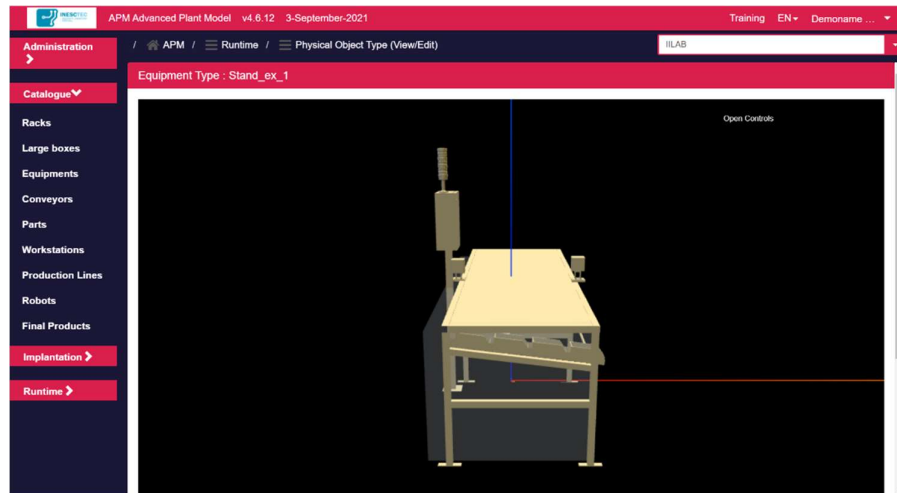 INESCTEC APM Advanced Plant Model v4.6.12 3-September-2021 Training EN Demoname ...
Administration / APM / Runtime / Physical Object Type (View/Edit) IILAB
Equipment Type : Stand_ex_1
Catalogue
Open Controls
Racks
Large boxes
Equipments
Conveyors
Parts
Workstations
Production Lines
Robots
Final Products
Implantation
Runtime